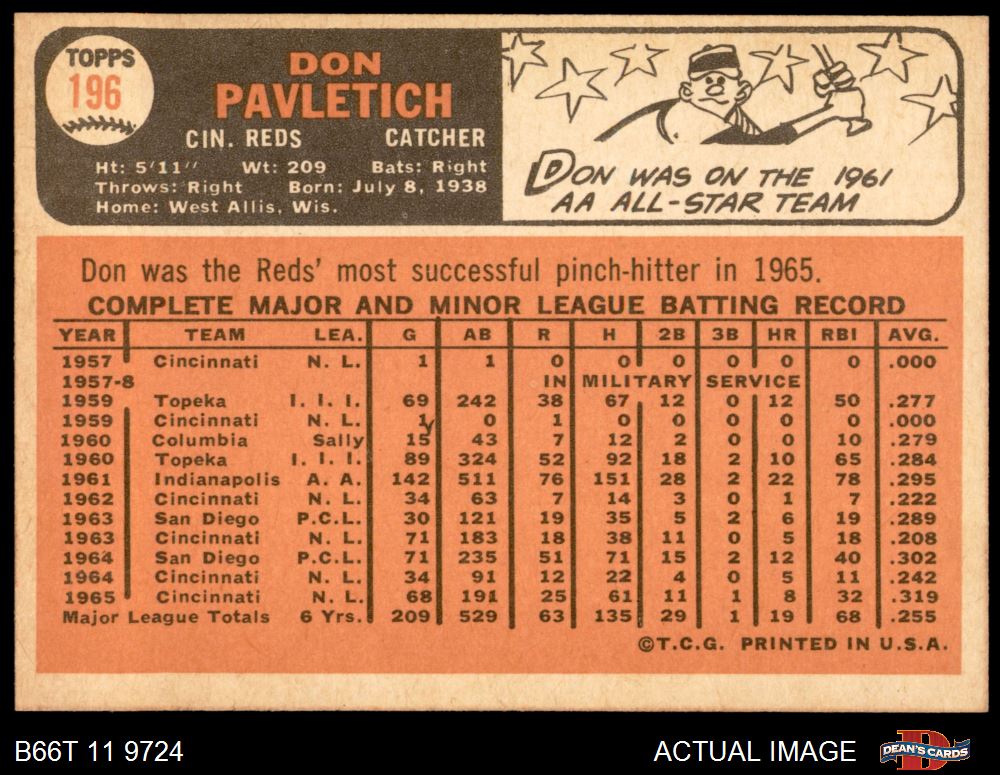 TOPPS
196
DON
PAVLETICH
CIN. REDS CATCHER
Ht: 5'11" Wt: 209 Bats: Right
Throws: Right Born: July 8, 1938
Home: West Allis, Wis.
DON WAS ON THE 1961
AA ALL-STAR TEAM
Don was the Reds' most successful pinch-hitter in 1965.
COMPLETE MAJOR AND MINOR LEAGUE BATTING RECORD
YEAR TEAM LEA. G AB R H 2B 3B HR RBI AVG.
1957 Cincinnati N. L. 1 1 0 0 0 0 0 0 .000
1957-8 IN MILITARY SERVICE
1959 Topeka I. I. I. 69 242 38 67 12 0 12 50 .277
1959 Cincinnati N. L. 1 0 1 0 0 0 0 0 .000
1960 Columbia Sally 15 43 7 12 2 0 0 10 .279
1960 Topeka I. I. I. 89 324 52 92 18 2 10 65 .284
1961 Indianapolis A. A. 142 511 76 151 28 2 22 78 .295
1962 Cincinnati N. L. 34 63 7 14 3 0 1 7 .222
1963 San Diego P.C.L. 30 121 19 35 5 2 6 19 .289
1963 Cincinnati N. L. 71 183 18 38 11 0 5 18 .208
1964 San Diego P.C.L. 71 235 51 71 15 2 12 40 .302
1964 Cincinnati N. L. 34 91 12 22 4 0 5 11 .242
1965 Cincinnati N. L. 68 191 25 61 11 1 8 32 .319
Major League Totals 6 Yrs. 209 529 63 135 29 1 19 68 .255
©T.C.G. PRINTED IN U.S.A.
B66T 11 9724 ACTUAL IMAGE DEAN'S CARDS